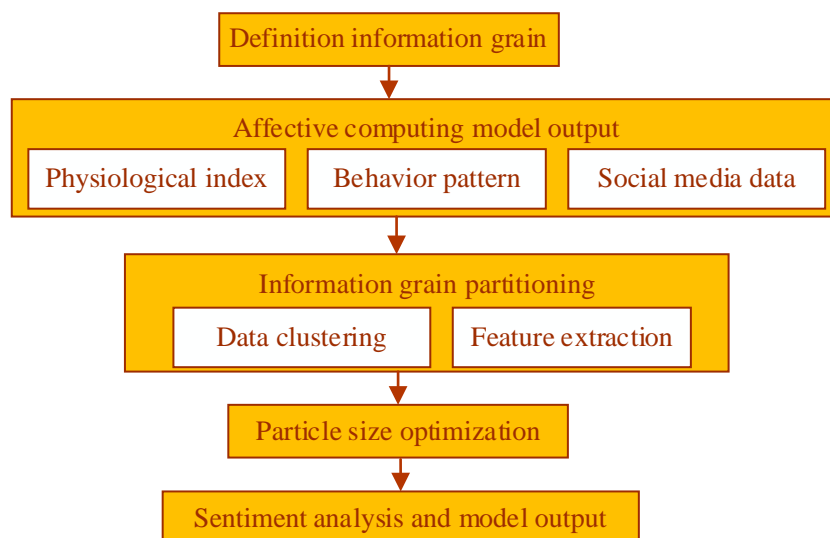 Definition information grain
Affective computing model output
Physiological index
Behavior pattern
Social media data
Information grain partitioning
Data clustering
Feature extraction
Particle size optimization
Sentiment analysis and model output